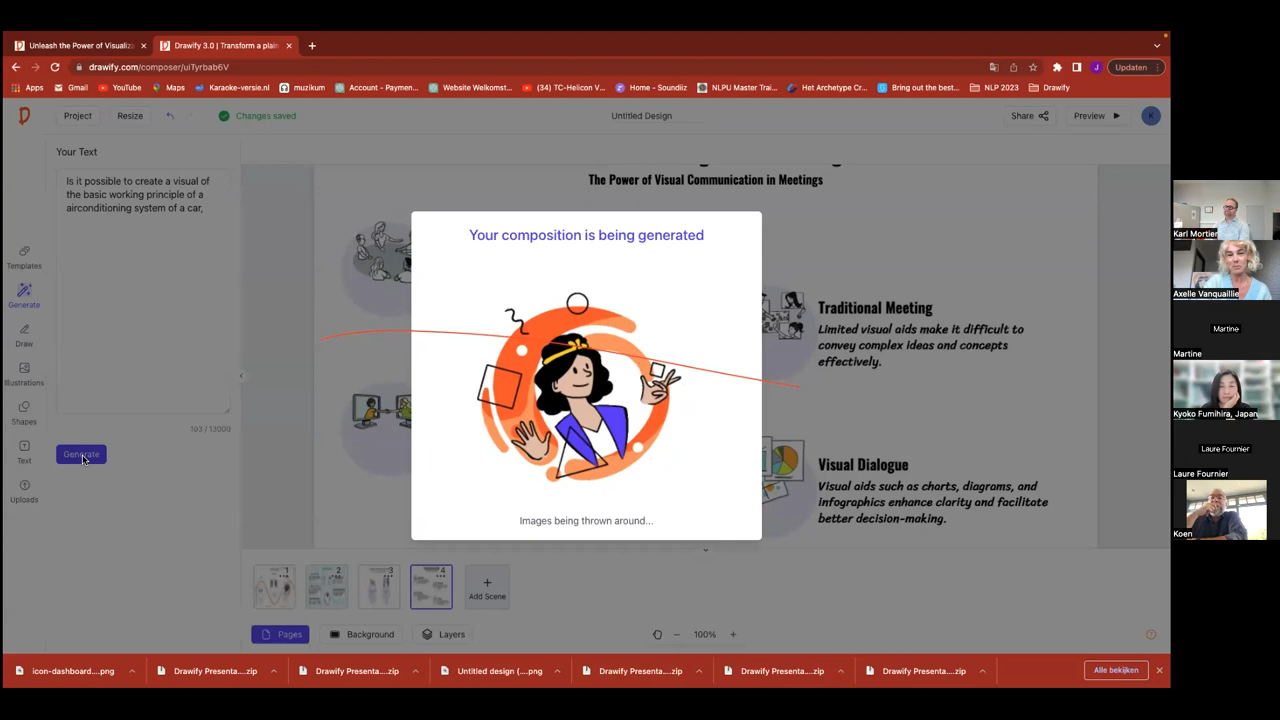 Unleash the Power of Visualiza
Drawify 3.0 | Transform a plain
drawify.com/composer/uiTyrbab6V
Updaten
Apps
Gmail
YouTube
Maps
Karaoke-versie.nl
muzikum
Account - Paymen...
Website Welkomst...
(34) TC-Helicon V...
Home - Soundiiz
NLPU Master Trai...
Het Archetype Cr...
Bring out the best...
NLP 2023
Drawify
Project
Resize
Changes saved
Untitled Design
Share
Preview
K
Your Text
Is it possible to create a visual of
the basic working principle of a
airconditioning system of a car,
103 / 13000
Generate
Templates
Generate
Draw
Illustrations
Shapes
Text
Uploads
The Power of Visual Communication in Meetings
Your composition is being generated
Images being thrown around...
Traditional Meeting
Limited visual aids make it difficult to
convey complex ideas and concepts
effectively.
Visual Dialogue
Visual aids such as charts, diagrams, and
infographics enhance clarity and facilitate
better decision-making.
1
2
3
4
Add Scene
Pages
Background
Layers
100%
icon-dashboard....png
Drawify Presenta....zip
Drawify Presenta....zip
Untitled design (....png
Drawify Presenta....zip
Drawify Presenta....zip
Drawify Presenta....zip
Alle bekijken
Karl Mortier
Axelle Vanquaillie
Martine
Martine
Kyoko Fumihira, Japan
Laure Fournier
Laure Fournier
Koen